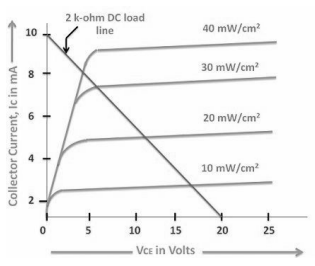 2 k-ohm DC load
line
40 mW/cm²
30 mW/cm²
20 mW/cm²
10 mW/cm²
Collector Current, Ic in mA
10
8
6
4
2
0
5
10
15
20
25
VCE in Volts